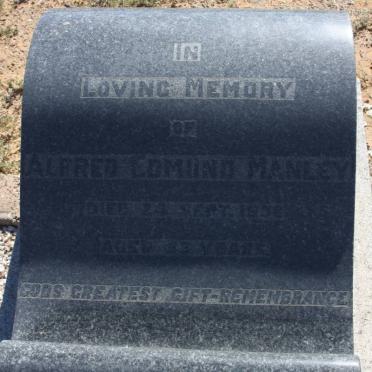 IN
LOVING MEMORY
OF
ALFRED EDMUND MANLEY
DIED SEPT.
AGED YEARS
GODS GREATEST GIFT-REMEMBRANCE